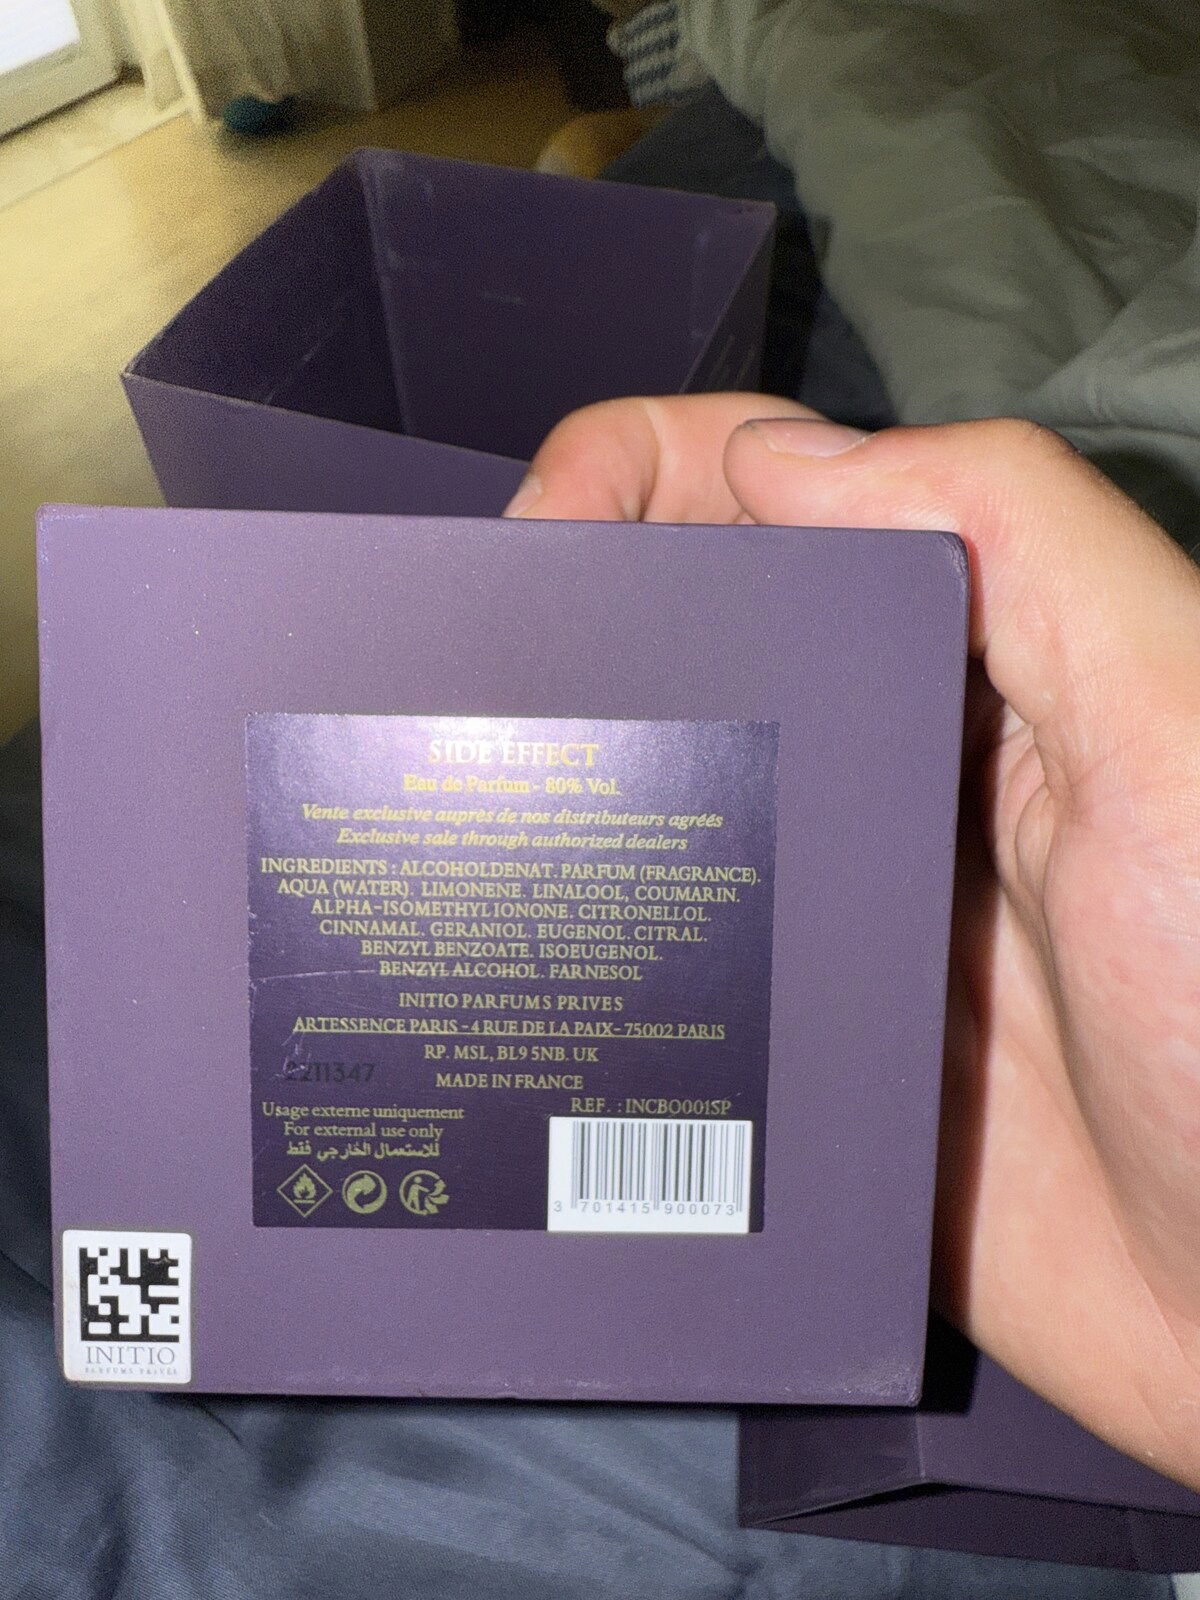 SIDE EFFECT
Eau de Parfum - 80% Vol.
Vente exclusive auprès de nos distributeurs agréés
Exclusive sale through authorized dealers
INGREDIENTS : ALCOHOLDENAT. PARFUM (FRAGRANCE).
AQUA (WATER). LIMONENE. LINALOOL, COUMARIN.
ALPHA-ISOMETHYLIONONE. CITRONELLOL.
CINNAMAL. GERANIOL. EUGENOL. CITRAL.
BENZYL BENZOATE. ISOEUGENOL.
BENZYL ALCOHOL. FARNESOL
INITIO PARFUMS PRIVES
ARTESSENCE PARIS - 4 RUE DE LA PAIX- 75002 PARIS
RP. MSL, BL9 5NB. UK
2211347
MADE IN FRANCE
REF. : INCBO001SP
Usage externe uniquement
For external use only
للاستعمال الخارجي فقط
3 701415 900073
INITIO
PARFUMS PRIVÉS